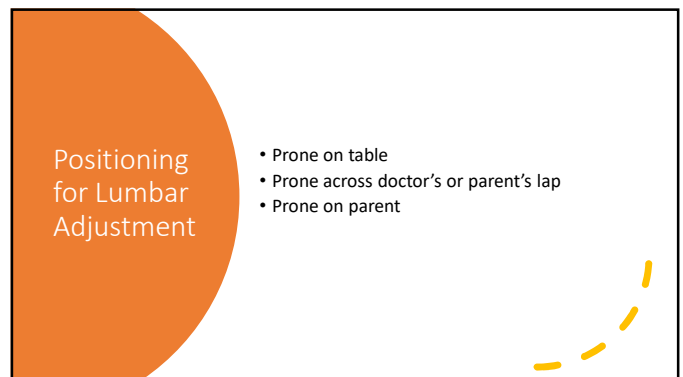 Positioning
for Lumbar
Adjustment
• Prone on table
• Prone across doctor’s or parent’s lap
• Prone on parent